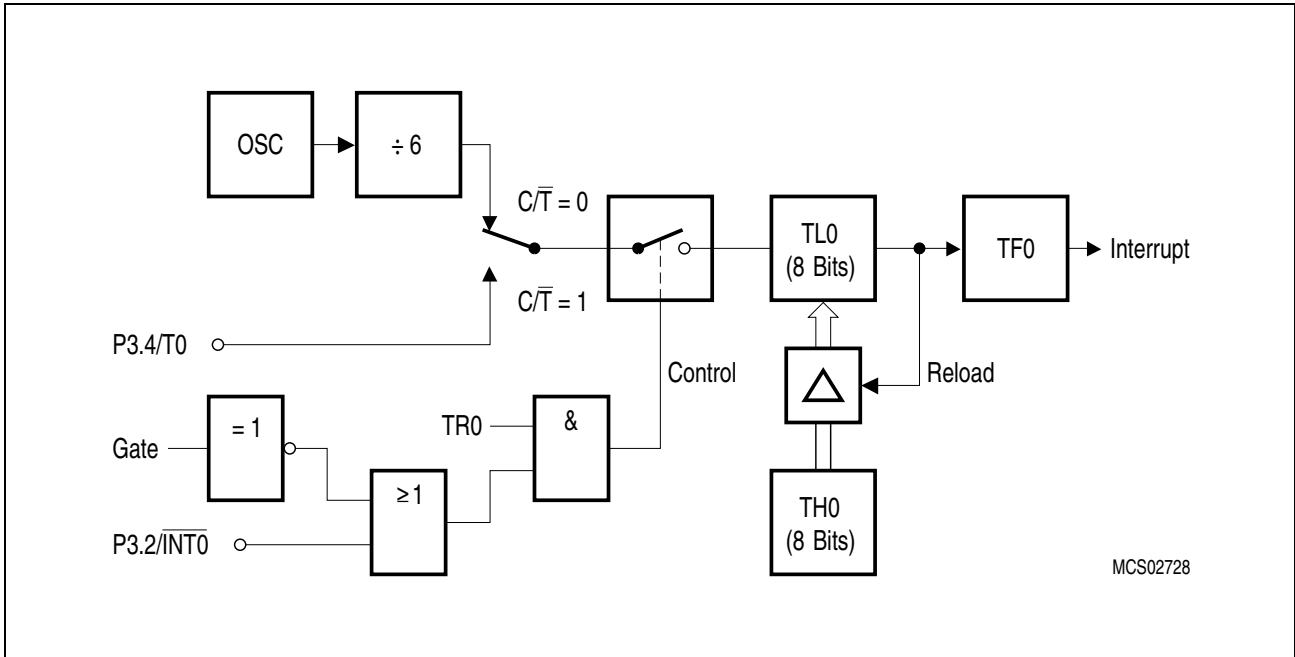 OSC
÷ 6
C/T̅ = 0
C/T̅ = 1
TL0
(8 Bits)
TF0
Interrupt
P3.4/T0
Control
Reload
Gate
= 1
TR0
&
≥1
TH0
(8 Bits)
P3.2/I̅N̅T̅0̅
MCS02728